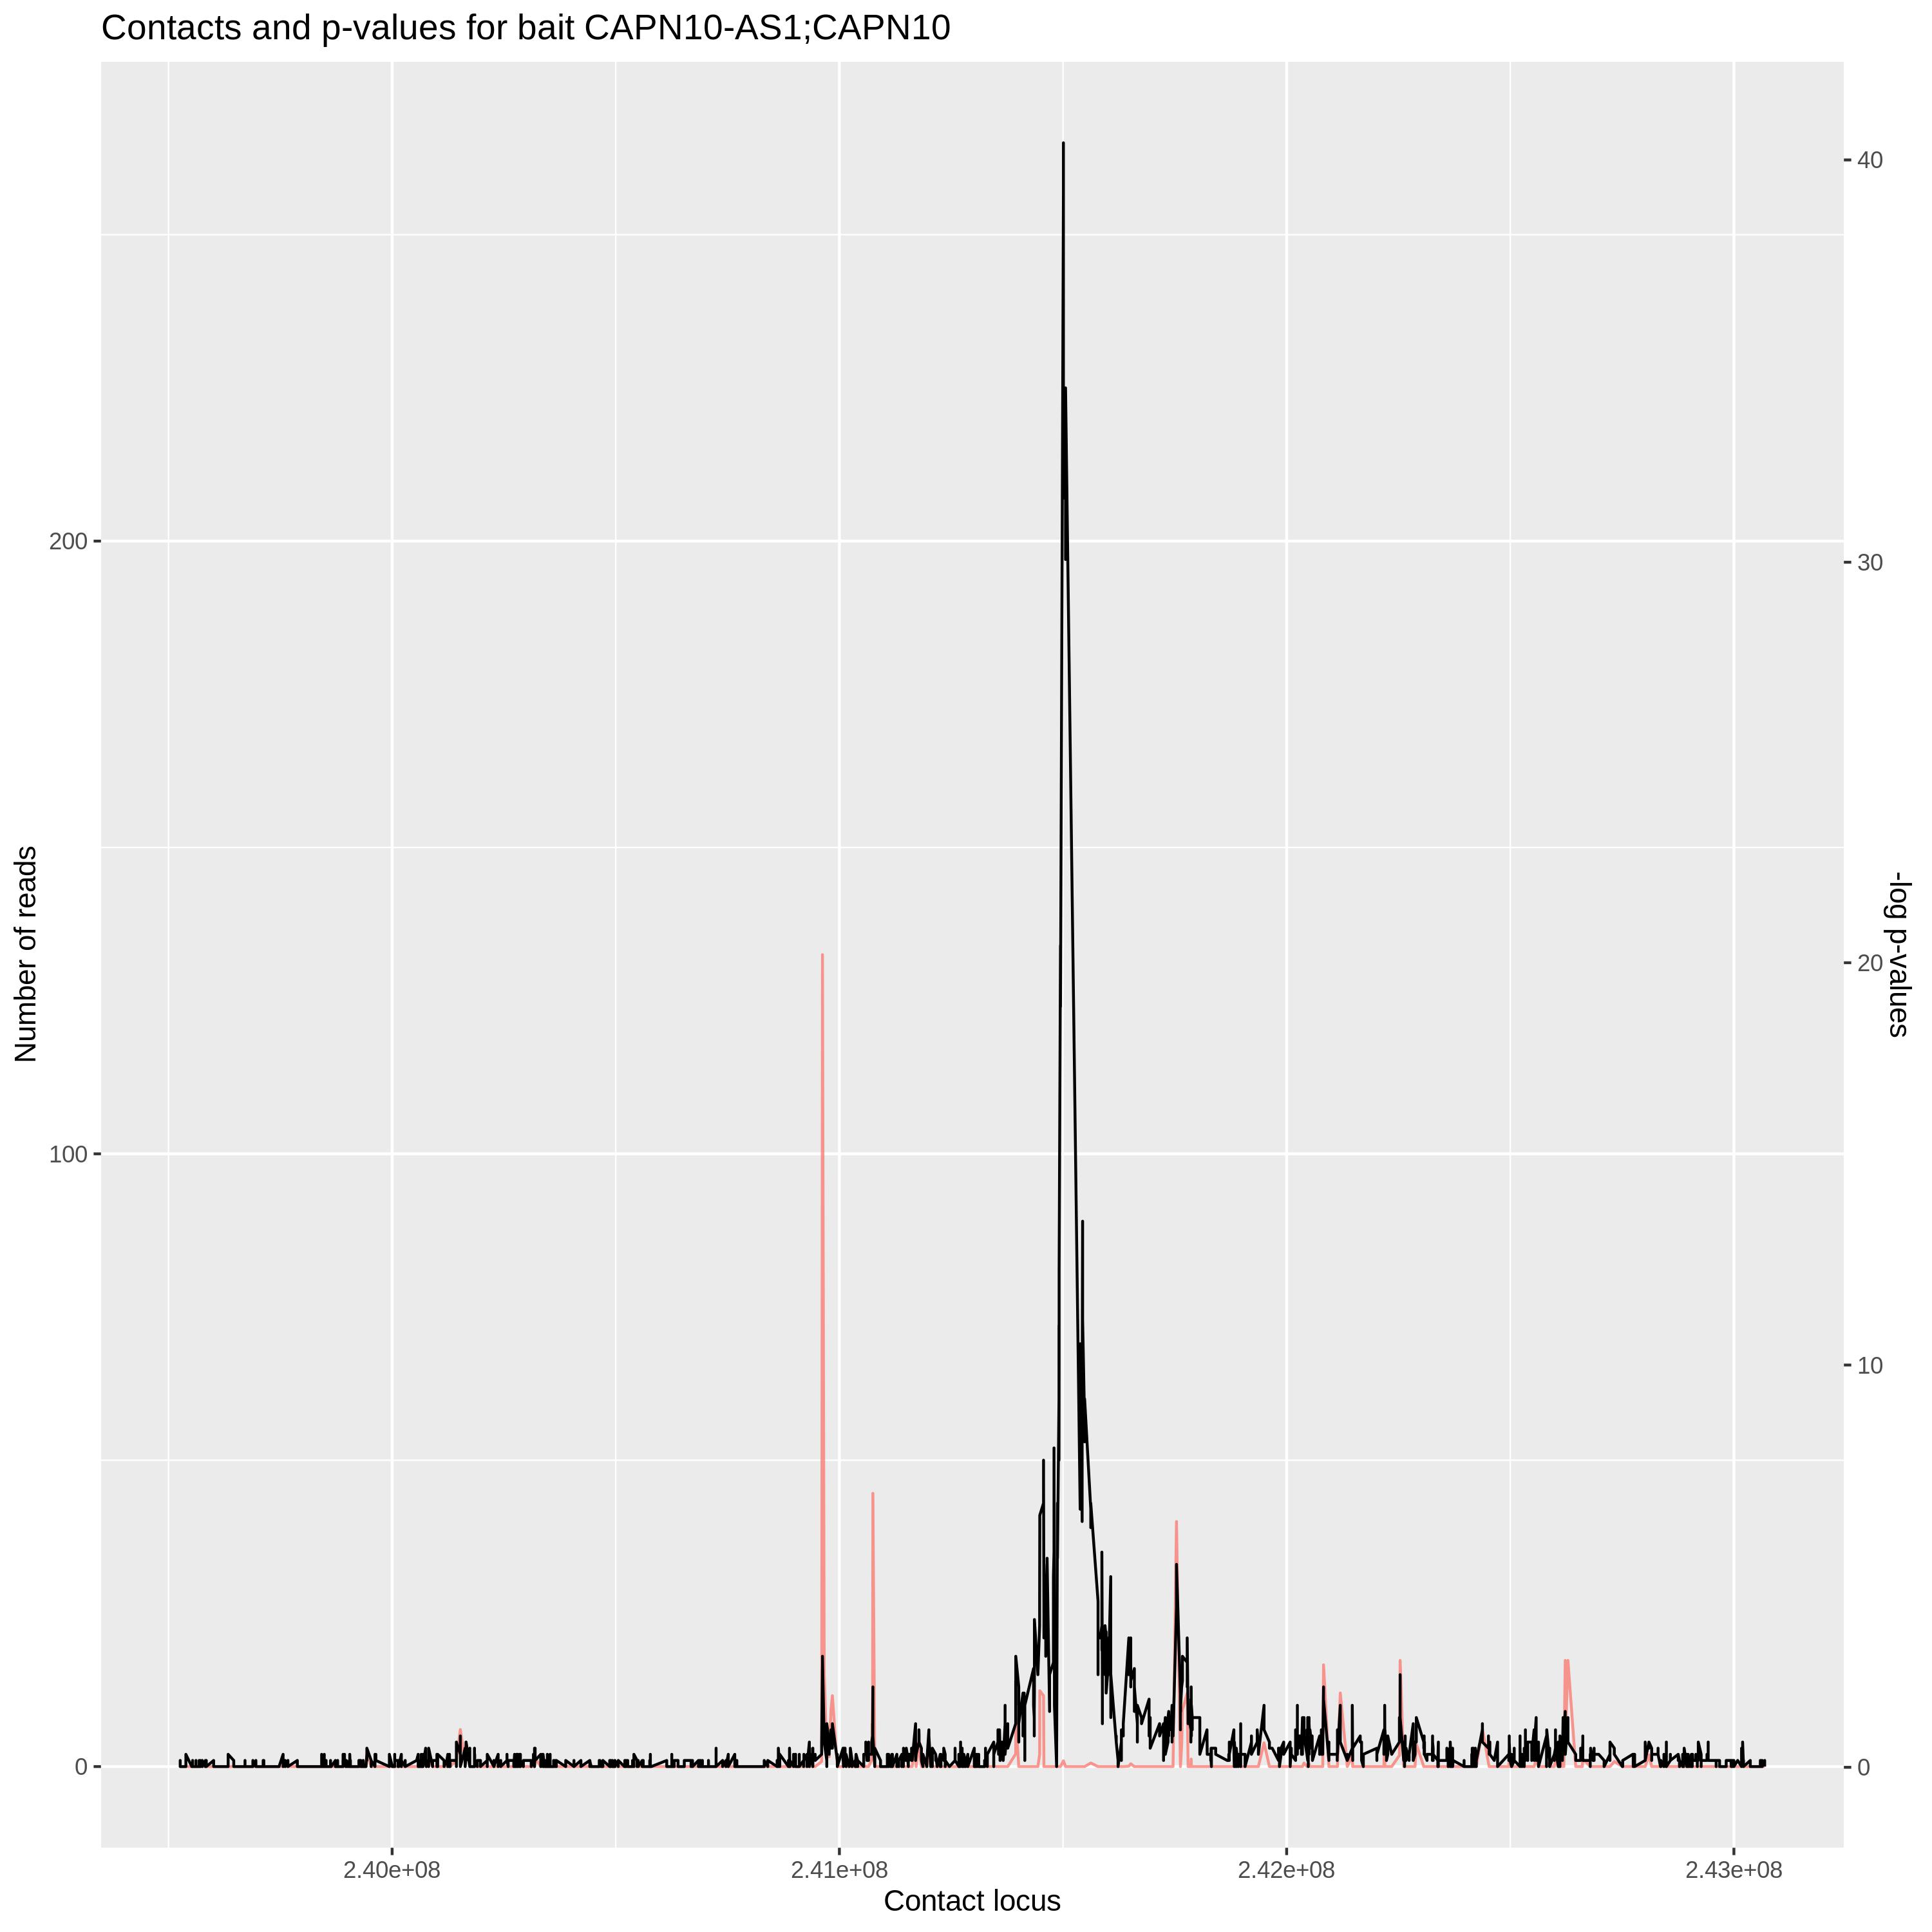 Contacts and p-values for bait CAPN10-AS1;CAPN10
40
200
30
Number of reads
-log p-values
20
100
10
0
0
2.40e+08
2.41e+08
2.42e+08
2.43e+08
Contact locus